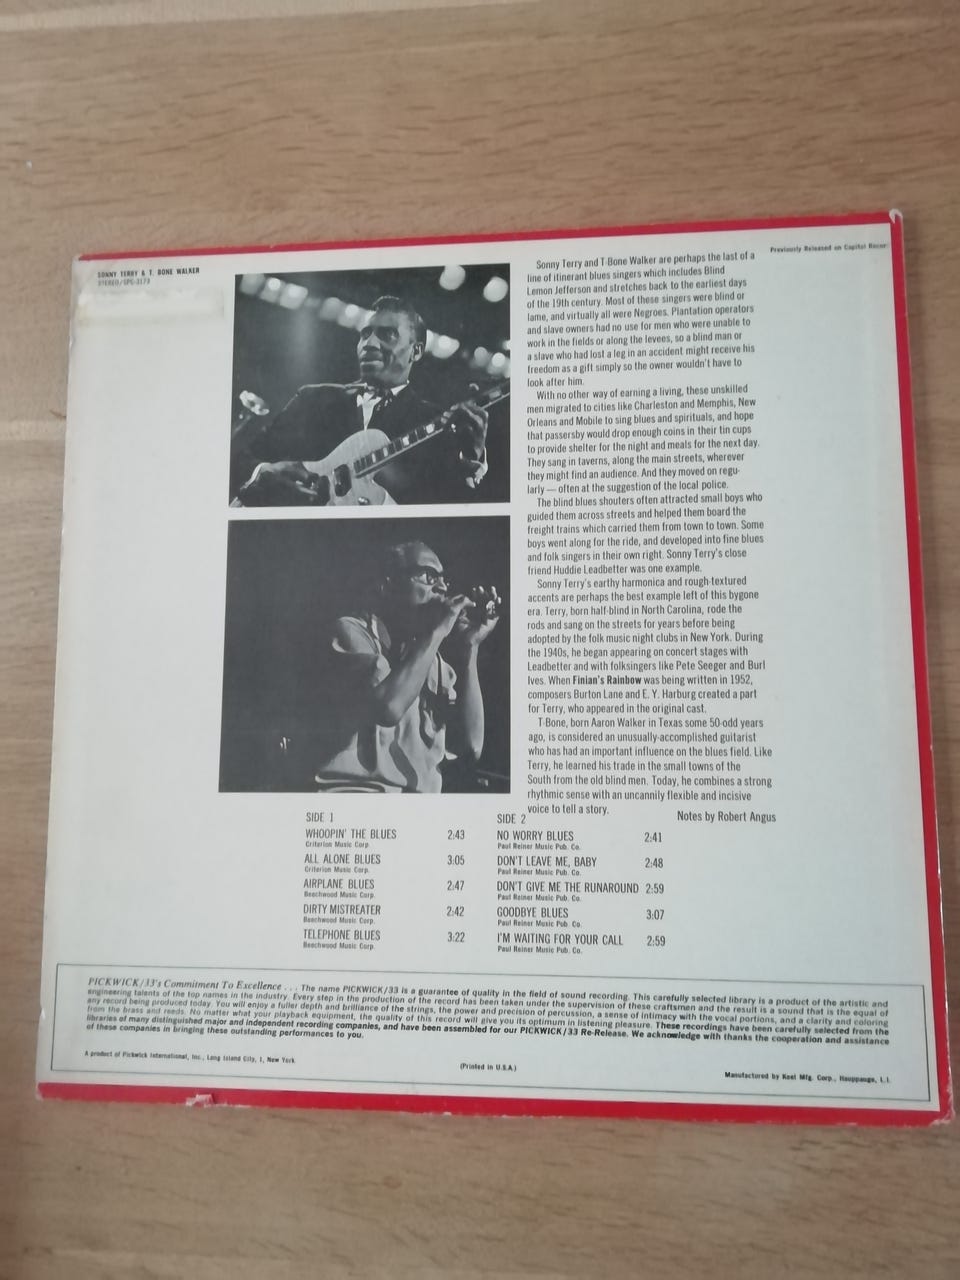 SONNY TERRY & T. BONE WALKER
STEREO/SPC-3173
Previously Released on Capitol Recor
Sonny Terry and T-Bone Walker are perhaps the last of a
line of itinerant blues singers which includes Blind
Lemon Jefferson and stretches back to the earliest days
of the 19th century. Most of these singers were blind or
lame, and virtually all were Negroes. Plantation operators
and slave owners had no use for men who were unable to
work in the fields or along the levees, so a blind man or
a slave who had lost a leg in an accident might receive his
freedom as a gift simply so the owner wouldn't have to
look after him.
With no other way of earning a living, these unskilled
men migrated to cities like Charleston and Memphis, New
Orleans and Mobile to sing blues and spirituals, and hope
that passersby would drop enough coins in their tin cups
to provide shelter for the night and meals for the next day.
They sang in taverns, along the main streets, wherever
they might find an audience. And they moved on regu-
larly — often at the suggestion of the local police.
The blind blues shouters often attracted small boys who
guided them across streets and helped them board the
freight trains which carried them from town to town. Some
boys went along for the ride, and developed into fine blues
and folk singers in their own right. Sonny Terry's close
friend Huddie Leadbetter was one example.
Sonny Terry's earthy harmonica and rough-textured
accents are perhaps the best example left of this bygone
era. Terry, born half-blind in North Carolina, rode the
rods and sang on the streets for years before being
adopted by the folk music night clubs in New York. During
the 1940s, he began appearing on concert stages with
Leadbetter and with folksingers like Pete Seeger and Burl
Ives. When Finian's Rainbow was being written in 1952,
composers Burton Lane and E. Y. Harburg created a part
for Terry, who appeared in the original cast.
T-Bone, born Aaron Walker in Texas some 50-odd years
ago, is considered an unusually-accomplished guitarist
who has had an important influence on the blues field. Like
Terry, he learned his trade in the small towns of the
South from the old blind men. Today, he combines a strong
rhythmic sense with an uncannily flexible and incisive
voice to tell a story.
Notes by Robert Angus
SIDE 1
WHOOPIN' THE BLUES 2:43
Criterion Music Corp.
ALL ALONE BLUES 3:05
Criterion Music Corp.
AIRPLANE BLUES 2:47
Beechwood Music Corp.
DIRTY MISTREATER 2:42
Beechwood Music Corp.
TELEPHONE BLUES 3:22
Beechwood Music Corp.
SIDE 2
NO WORRY BLUES 2:41
Paul Reiner Music Pub. Co.
DON'T LEAVE ME, BABY 2:48
Paul Reiner Music Pub. Co.
DON'T GIVE ME THE RUNAROUND 2:59
Paul Reiner Music Pub. Co.
GOODBYE BLUES 3:07
Paul Reiner Music Pub. Co.
I'M WAITING FOR YOUR CALL 2:59
Paul Reiner Music Pub. Co.
PICKWICK/33's Commitment To Excellence . . . The name PICKWICK/33 is a guarantee of quality in the field of sound recording. This carefully selected library is a product of the artistic and
engineering talents of the top names in the industry. Every step in the production of the record has been taken under the supervision of these craftsmen and the result is a sound that is the equal of
any record being produced today. You will enjoy a fuller depth and brilliance of the strings, the power and precision of percussion, a sense of intimacy with the vocal portions, and a clarity and coloring
from the brass and reeds. No matter what your playback equipment, the quality of this record will give you its optimum in listening pleasure. These recordings have been carefully selected from the
libraries of many distinguished major and independent recording companies, and have been assembled for our PICKWICK/33 Re-Release. We acknowledge with thanks the cooperation and assistance
of these companies in bringing these outstanding performances to you.
A product of Pickwick International, Inc., Long Island City, 1, New York
(Printed in U.S.A.)
Manufactured by Keel Mfg. Corp., Hauppauge, L.I.